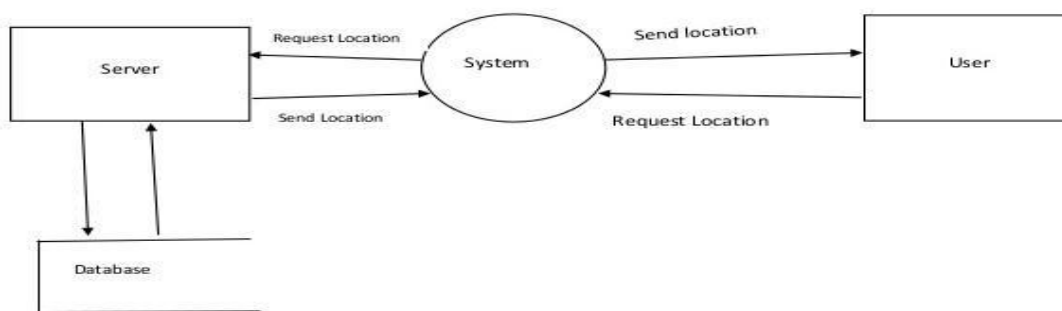 Request Location
Send location
Server
System
User
Send Location
Request Location
Database